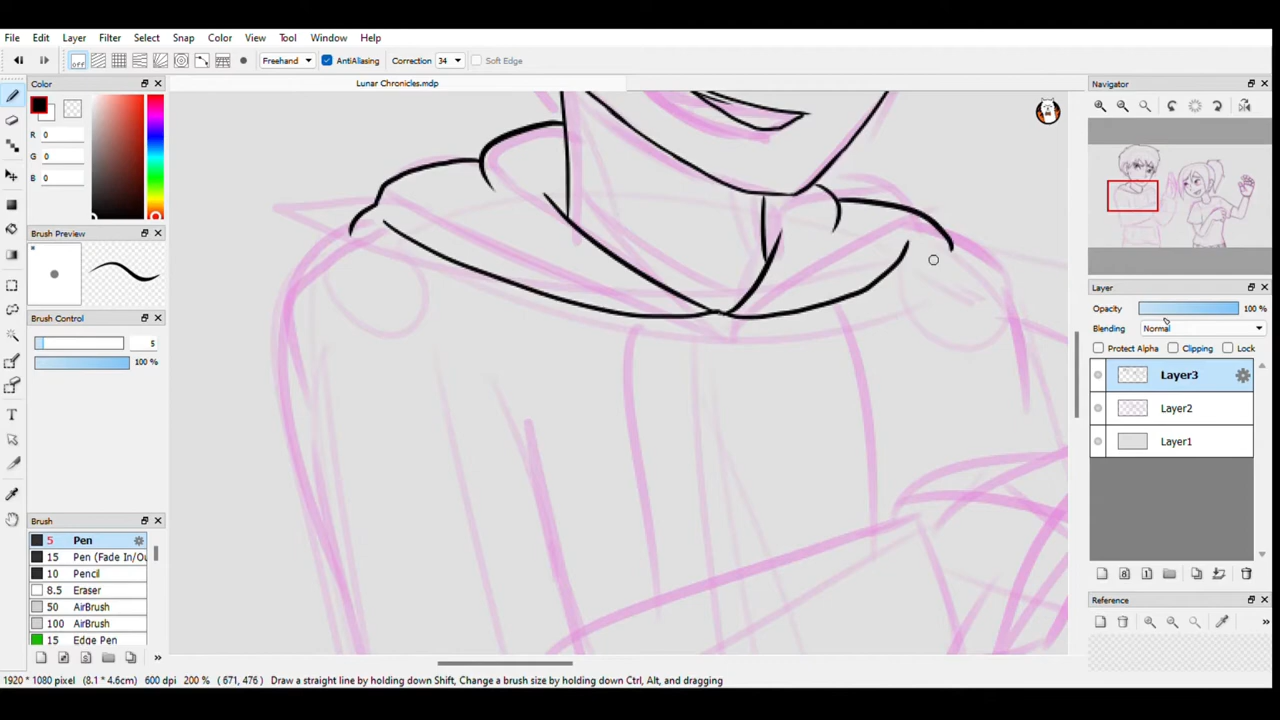 File Edit Layer Filter Select Snap Color View Tool Window Help
off Freehand AntiAliasing Correction 34 Soft Edge
Color
Lunar Chronicles.mdp
Navigator
R 0
G 0
B 0
Brush Preview
Brush Control
5
100 %
Layer
Opacity 100 %
Blending Normal
Protect Alpha Clipping Lock
Layer3
Layer2
Layer1
Brush
5 Pen
15 Pen (Fade In/Ou
10 Pencil
8.5 Eraser
50 AirBrush
100 AirBrush
15 Edge Pen
8 1
Reference
1920 * 1080 pixel (8.1 * 4.6cm) 600 dpi 200 % ( 671, 476 ) Draw a straight line by holding down Shift, Change a brush size by holding down Ctrl, Alt, and dragging